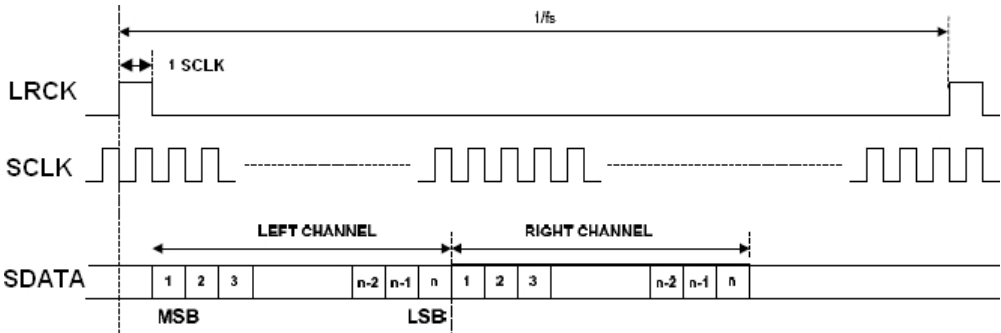 1/fs
1 SCLK
LRCK
SCLK
LEFT CHANNEL RIGHT CHANNEL
SDATA 1 2 3 n-2 n-1 n 1 2 3 n-2 n-1 n
MSB LSB